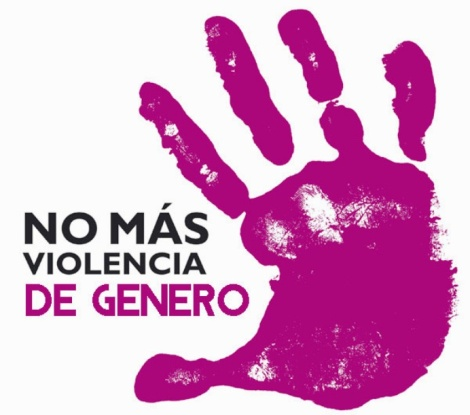 NO MÁS
VIOLENCIA
DE GENERO